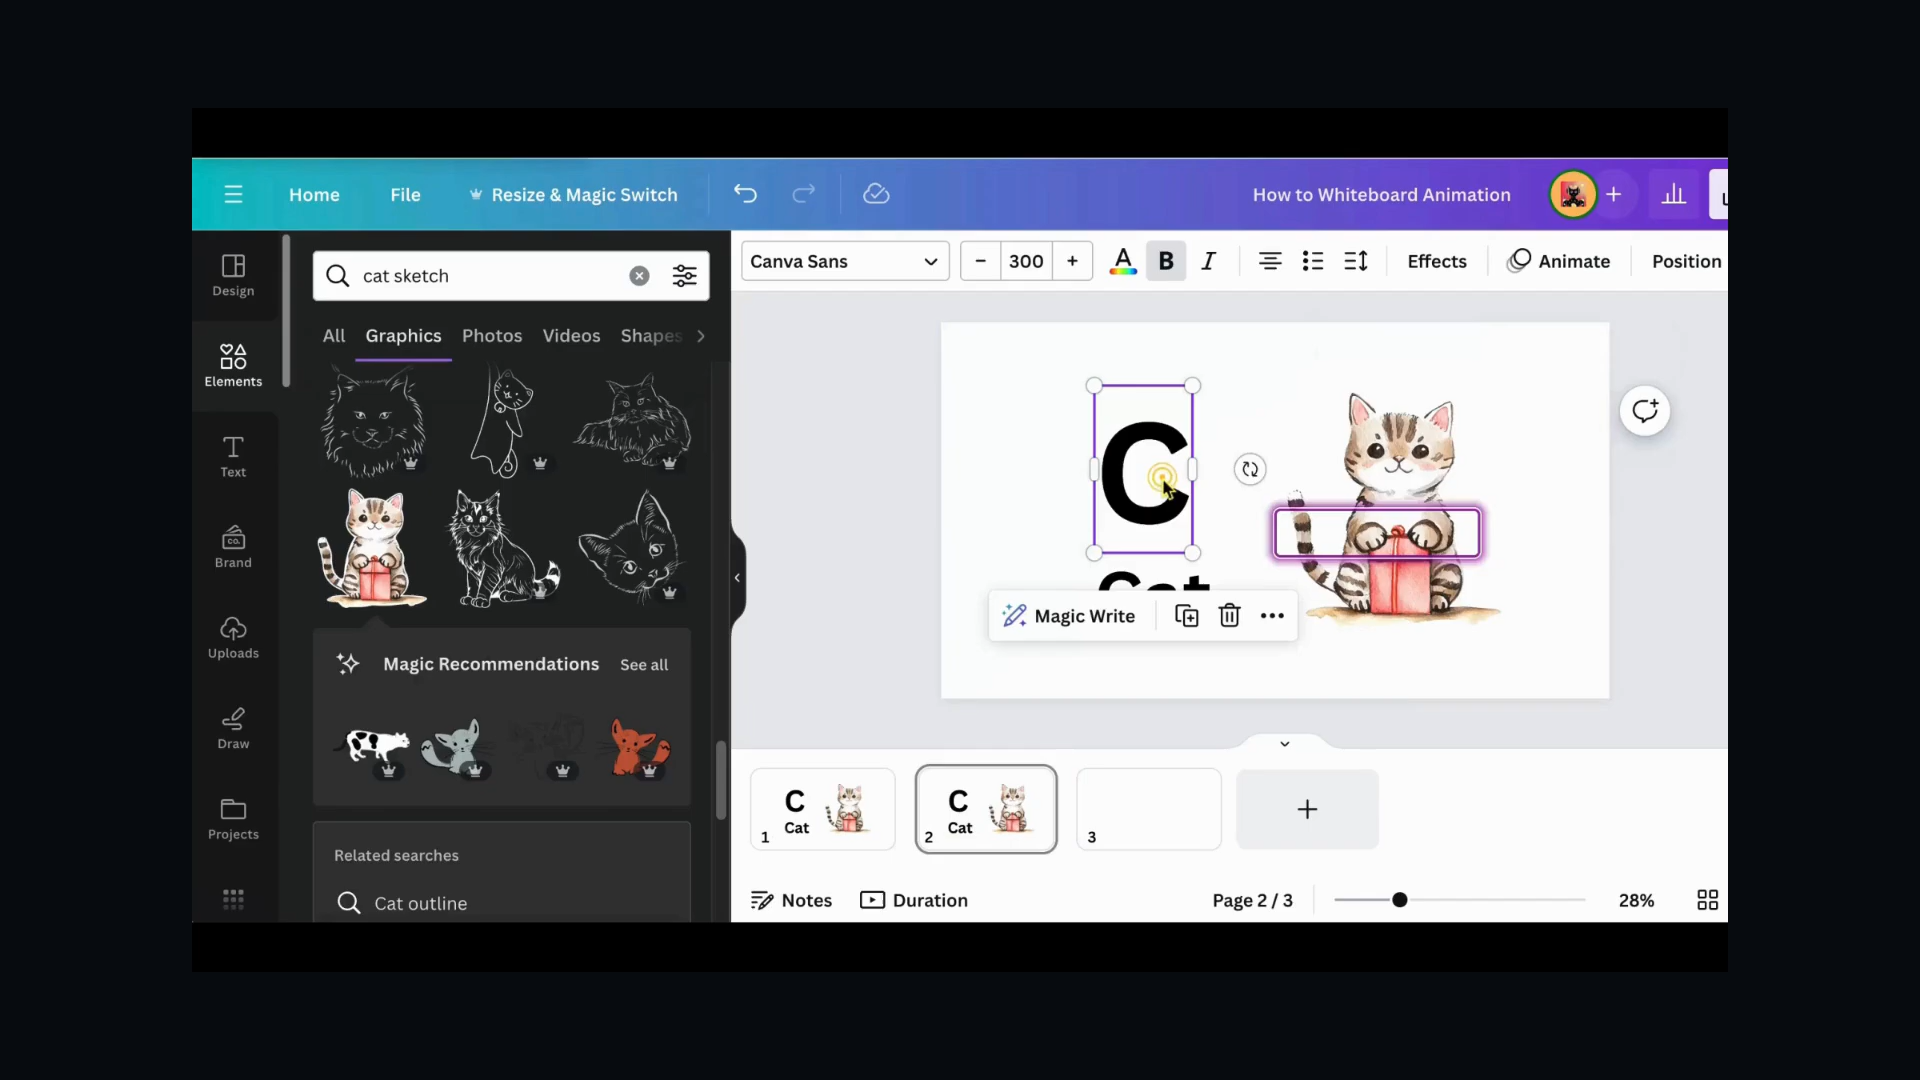 Home File Resize & Magic Switch How to Whiteboard Animation
Design
Elements
Text
Brand
CO.
Uploads
Draw
Projects
cat sketch
All Graphics Photos Videos Shapes
Magic Recommendations See all
Related searches
Cat outline
Canva Sans 300 A B I Effects Animate Position
C
Cat
Magic Write
C
Cat
1
C
Cat
2
3
Notes Duration Page 2 / 3 28%